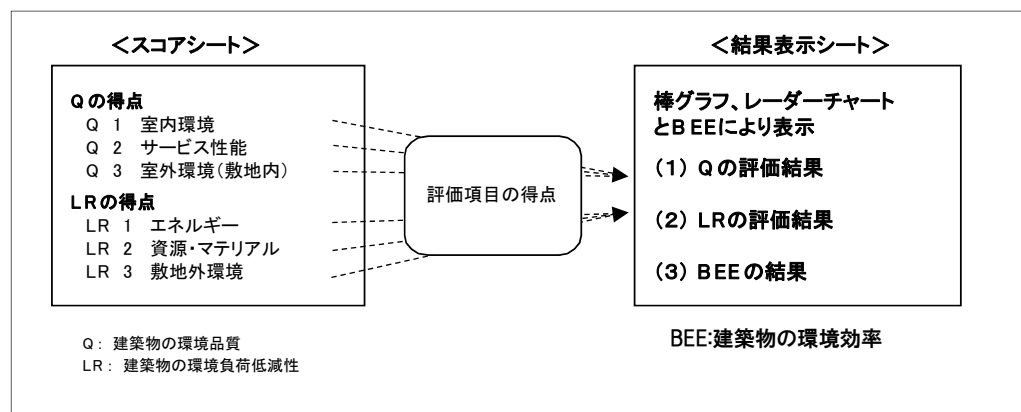 ＜スコアシート＞
Qの得点
Q 1 室内環境
Q 2 サービス性能
Q 3 室外環境（敷地内）
LRの得点
LR 1 エネルギー
LR 2 資源・マテリアル
LR 3 敷地外環境
Q： 建築物の環境品質
LR： 建築物の環境負荷低減性
評価項目の得点
＜結果表示シート＞
棒グラフ、レーダーチャート
とBEEにより表示
（1） Qの評価結果
（2） LRの評価結果
（3） BEEの結果
BEE:建築物の環境効率